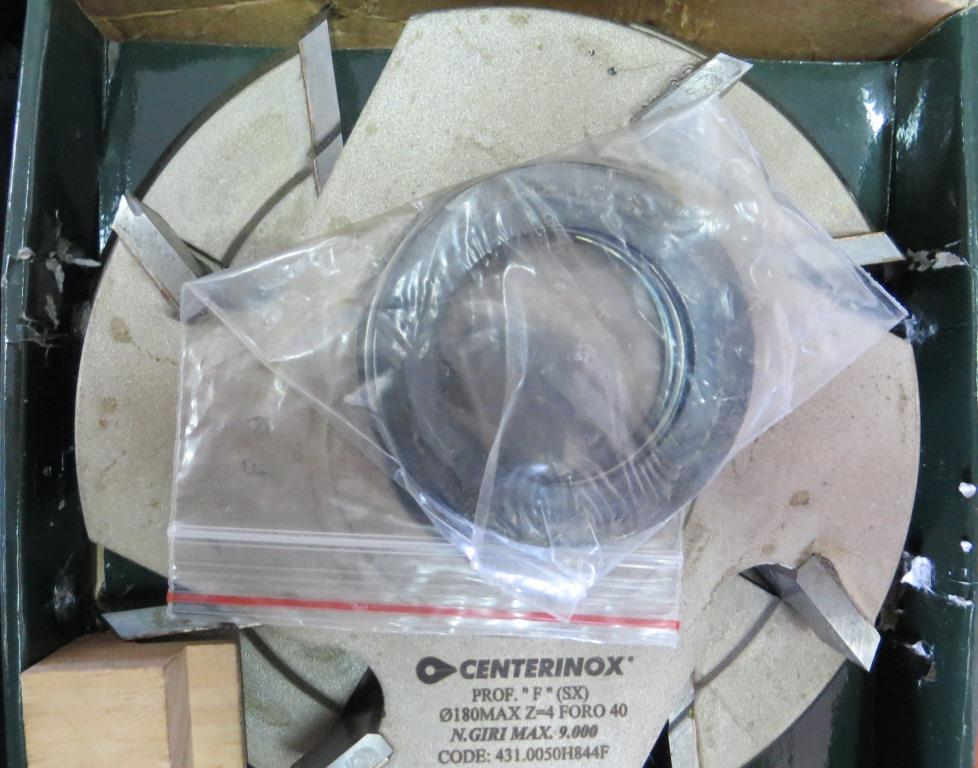 CENTERINOX®
PROF. "F" (SX)
Ø180MAX Z=4 FORO 40
N.GIRI MAX. 9.000
CODE: 431.0050H844F